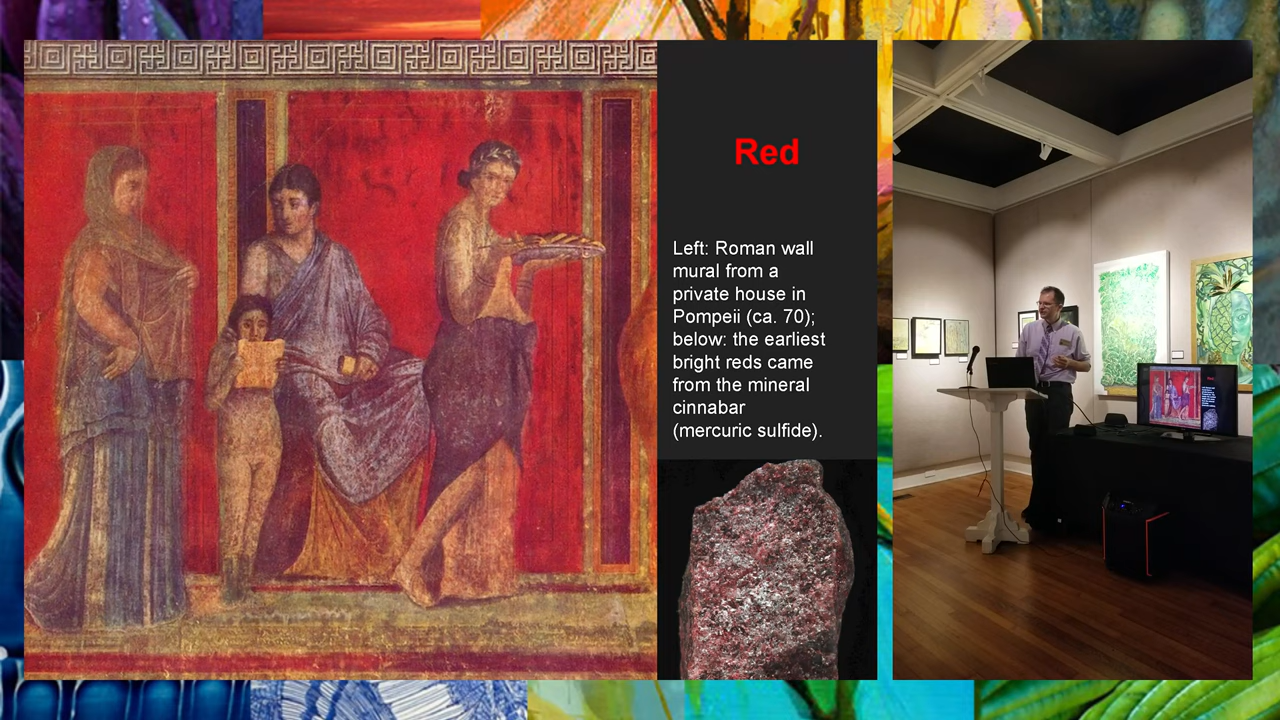 Red
Left: Roman wall
mural from a
private house in
Pompeii (ca. 70);
below: the earliest
bright reds came
from the mineral
cinnabar
(mercuric sulfide).